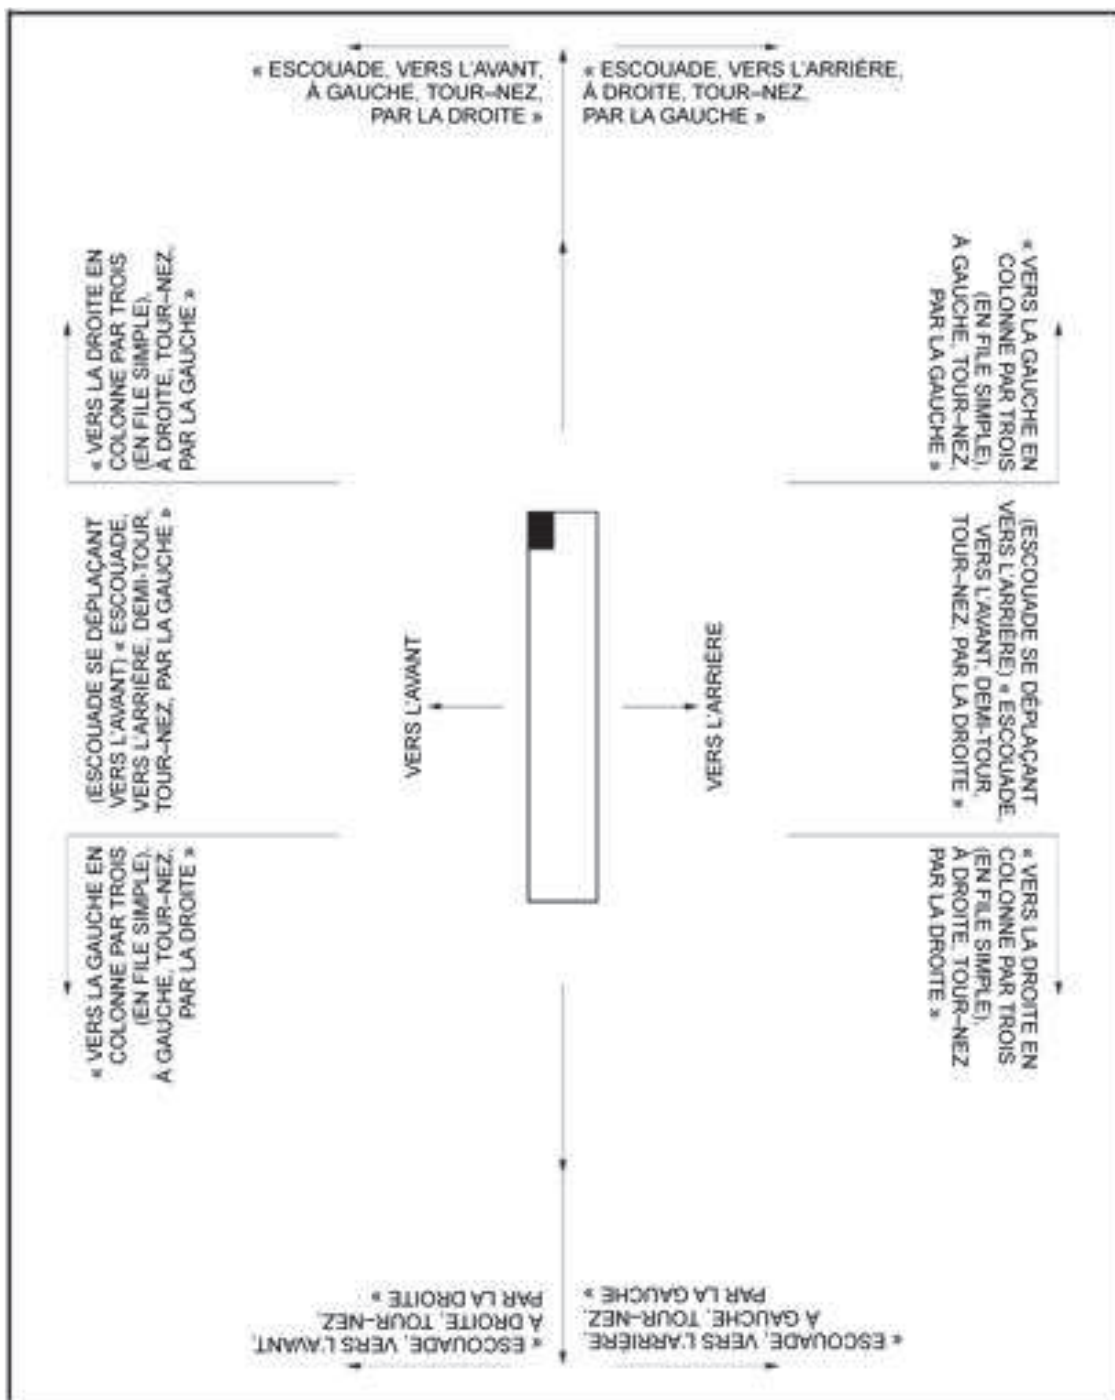 « ESCOUADE, VERS L'AVANT,
À GAUCHE, TOUR–NEZ,
PAR LA DROITE »
« ESCOUADE, VERS L'ARRIÈRE,
À DROITE, TOUR–NEZ,
PAR LA GAUCHE »
« VERS LA DROITE EN
COLONNE PAR TROIS
(EN FILE SIMPLE),
À DROITE, TOUR–NEZ,
PAR LA GAUCHE »
« VERS LA GAUCHE EN
COLONNE PAR TROIS
(EN FILE SIMPLE),
À GAUCHE, TOUR–NEZ,
PAR LA GAUCHE »
(ESCOUADE SE DÉPLAÇANT
VERS L'AVANT) « ESCOUADE,
VERS L'ARRIÈRE, DEMI-TOUR,
TOUR–NEZ, PAR LA GAUCHE »
VERS L'AVANT
VERS L'ARRIÈRE
(ESCOUADE SE DÉPLAÇANT
VERS L'ARRIÈRE) « ESCOUADE,
VERS L'AVANT, DEMI-TOUR,
TOUR–NEZ, PAR LA DROITE »
« VERS LA GAUCHE EN
COLONNE PAR TROIS
(EN FILE SIMPLE),
À GAUCHE, TOUR–NEZ,
PAR LA DROITE »
« VERS LA DROITE EN
COLONNE PAR TROIS
(EN FILE SIMPLE),
À DROITE, TOUR–NEZ
PAR LA DROITE »
« ESCOUADE, VERS L'AVANT,
À DROITE, TOUR–NEZ,
PAR LA DROITE »
« ESCOUADE, VERS L'ARRIÈRE,
À GAUCHE, TOUR–NEZ,
PAR LA GAUCHE »